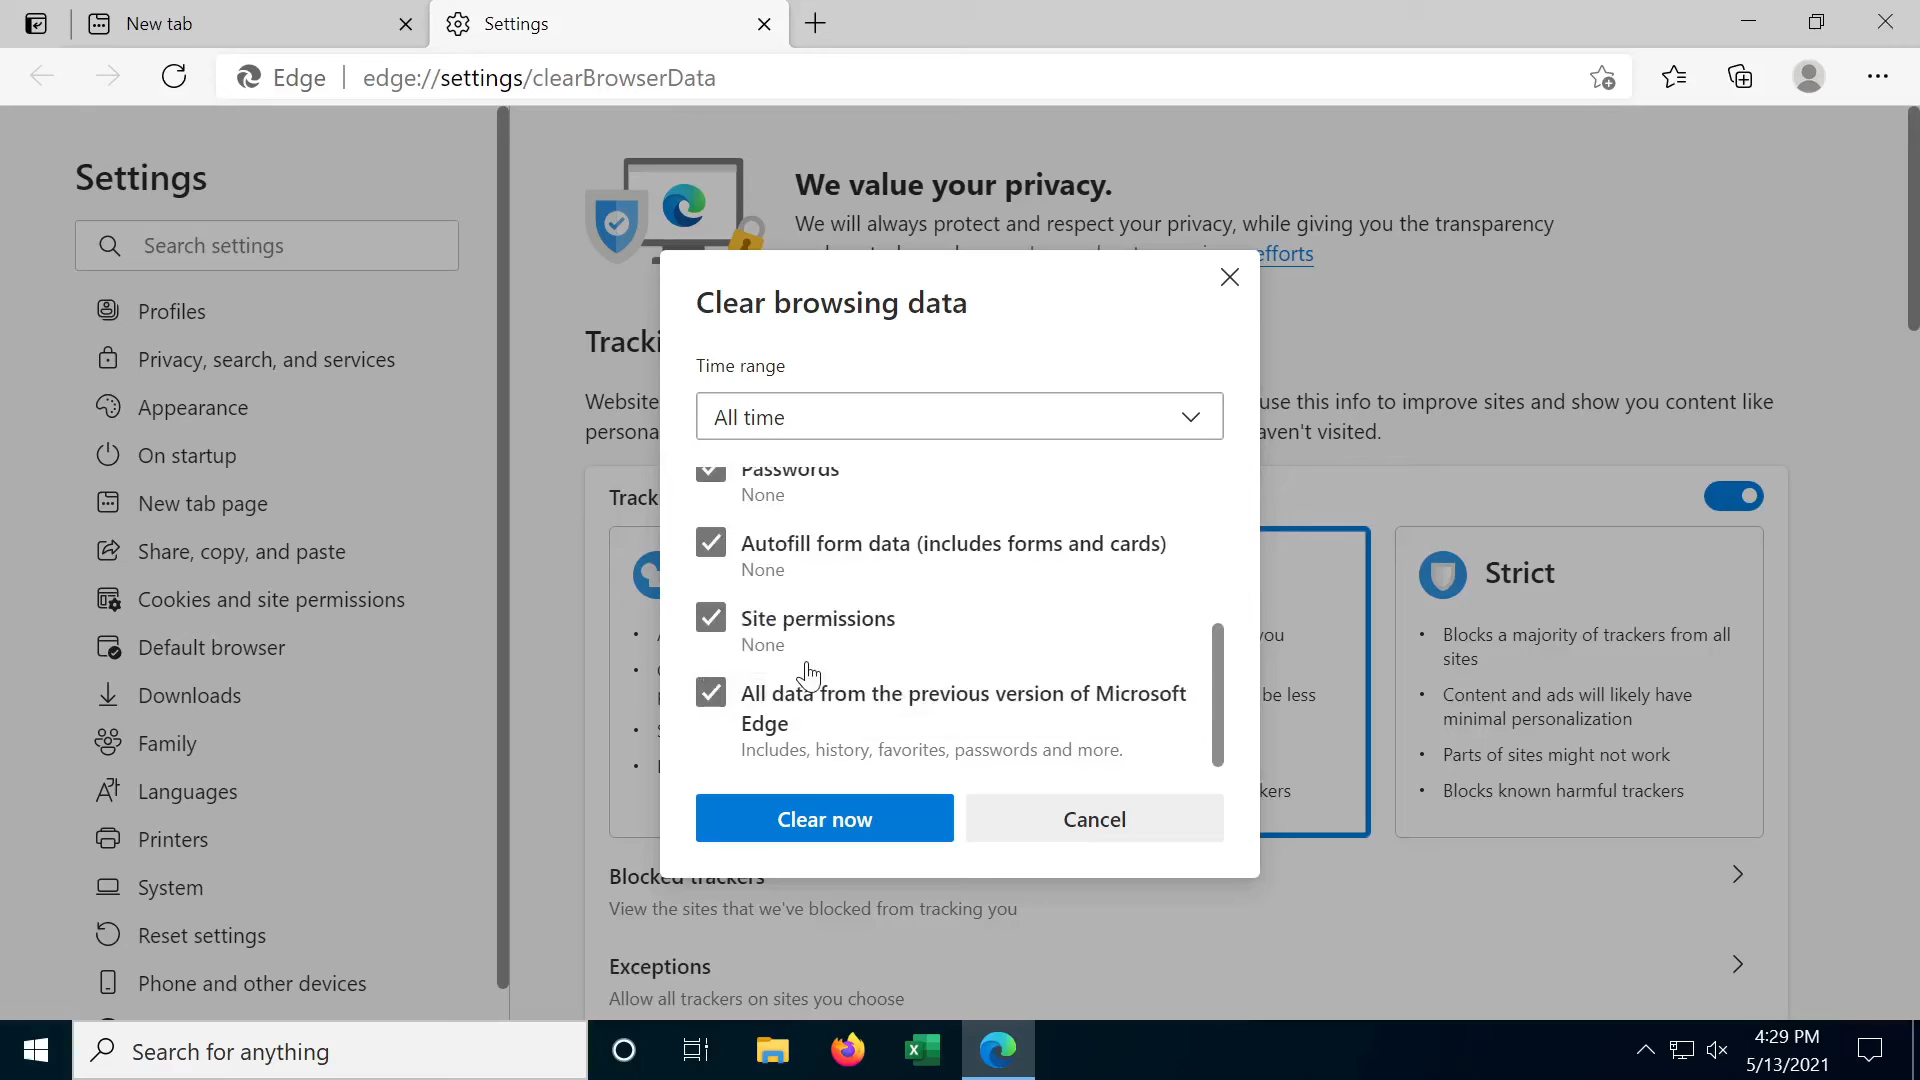 New tab
Settings
Edge
edge://settings/clearBrowserData
Settings
Search settings
Profiles
Privacy, search, and services
Appearance
On startup
New tab page
Share, copy, and paste
Cookies and site permissions
Default browser
Downloads
Family
Languages
Printers
System
Reset settings
Phone and other devices
We value your privacy.
We will always protect and respect your privacy, while giving you the transparency
efforts
Tracki
Website
use this info to improve sites and show you content like
persona
aven't visited.
Track
you
be less
kers
Strict
• Blocks a majority of trackers from all
sites
• Content and ads will likely have
minimal personalization
• Parts of sites might not work
• Blocks known harmful trackers
Blocked trackers
View the sites that we've blocked from tracking you
Exceptions
Allow all trackers on sites you choose
Clear browsing data
Time range
All time
Passwords
None
Autofill form data (includes forms and cards)
None
Site permissions
None
All data from the previous version of Microsoft
Edge
Includes, history, favorites, passwords and more.
Clear now
Cancel
Search for anything
4:29 PM
5/13/2021